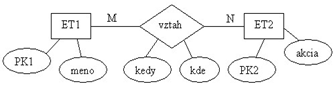 ET1 M vztah N ET2
PK1 meno kedy kde PK2 akcia